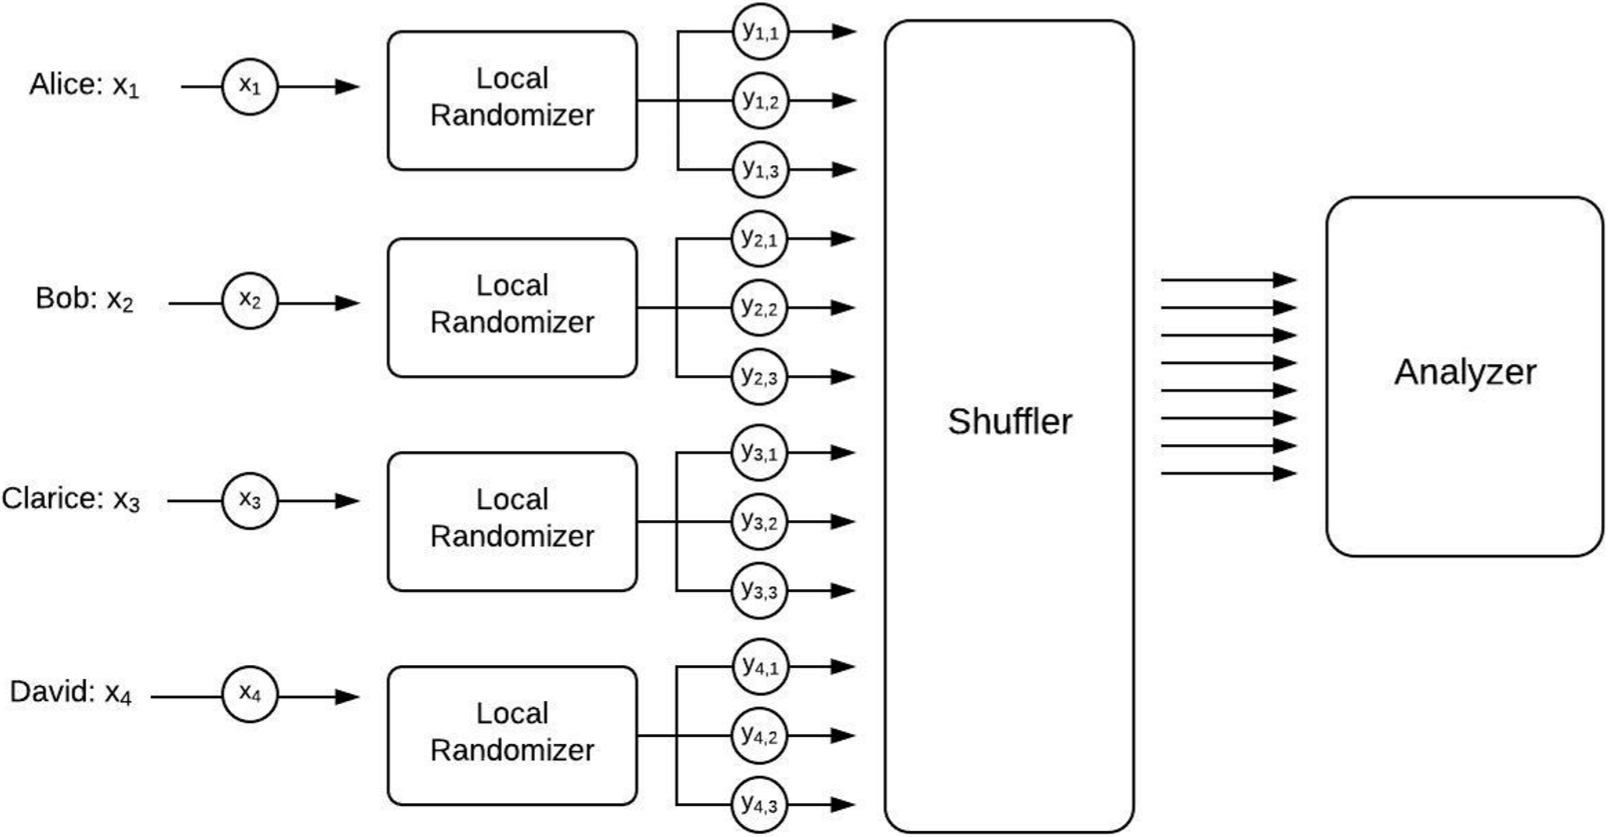 Alice: x₁
x₁
Local
Randomizer
y₁,₁
y₁,₂
y₁,₃
Bob: x₂
x₂
Local
Randomizer
y₂,₁
y₂,₂
y₂,₃
Clarice: x₃
x₃
Local
Randomizer
y₃,₁
y₃,₂
y₃,₃
David: x₄
x₄
Local
Randomizer
y₄,₁
y₄,₂
y₄,₃
Shuffler
Analyzer